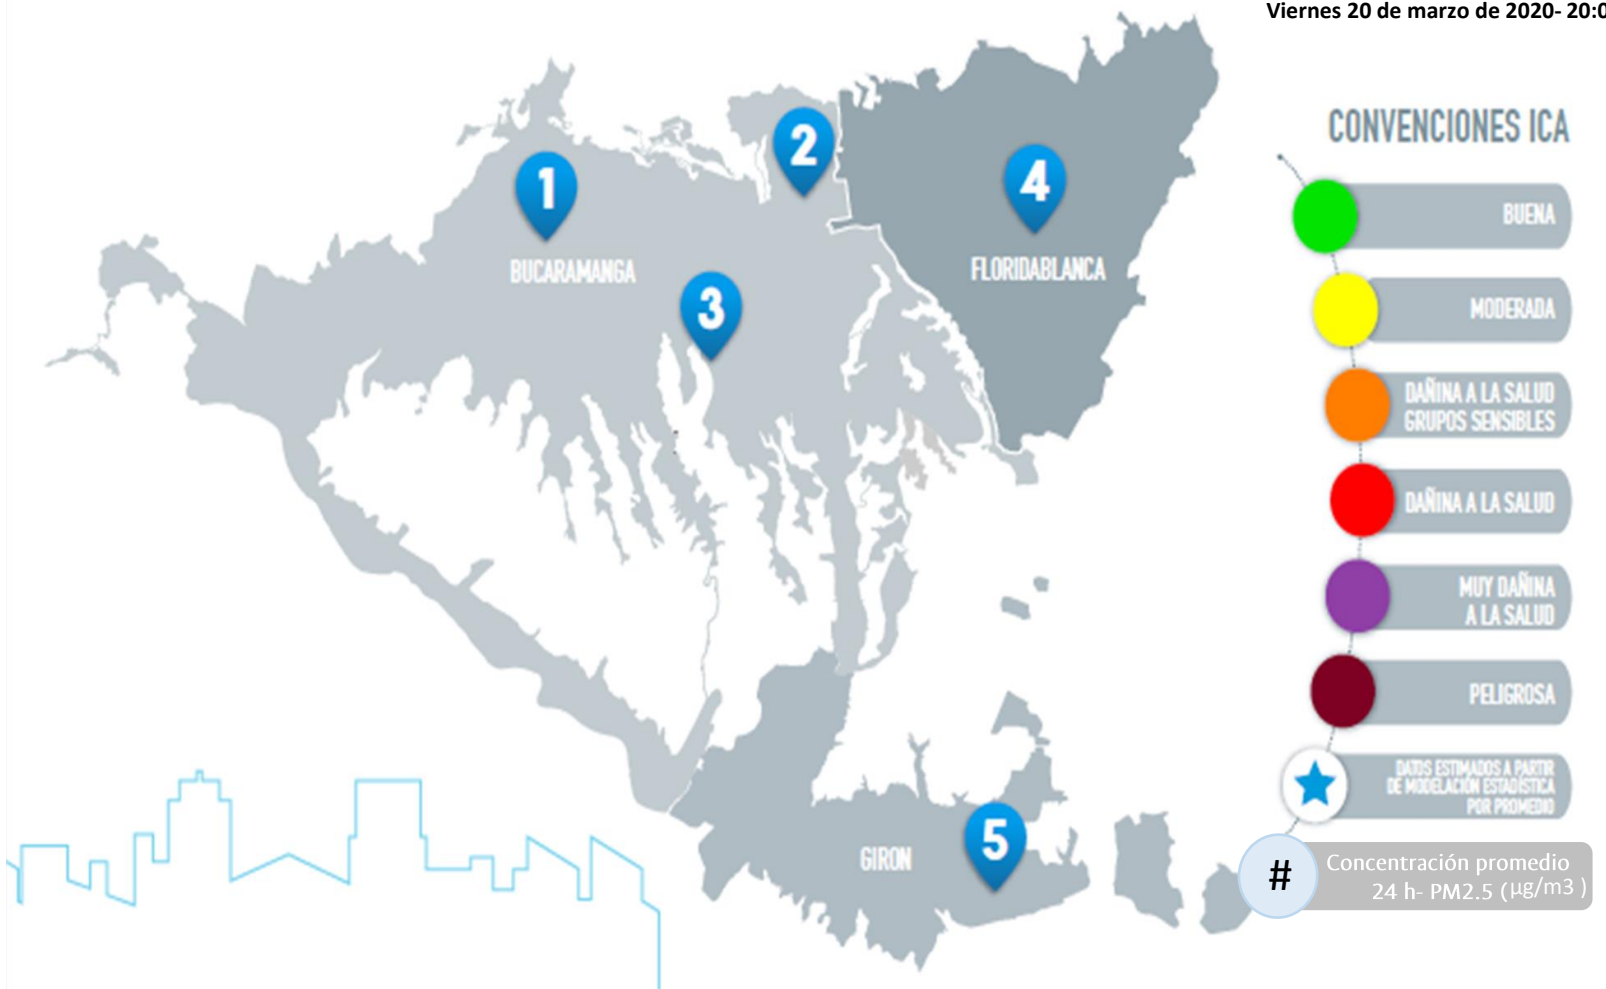 Viernes 20 de marzo de 2020- 20:0
CONVENCIONES ICA
BUENA
MODERADA
DAÑINA A LA SALUD
GRUPOS SENSIBLES
DAÑINA A LA SALUD
MUY DAÑINA
A LA SALUD
PELIGROSA
DATOS ESTIMADOS A PARTIR
DE MODELACIÓN ESTADÍSTICA
POR PROMEDIO
#
Concentración promedio
24 h- PM2.5 (µg/m3 )
1
BUCARAMANGA
2
3
4
FLORIDABLANCA
5
GIRON